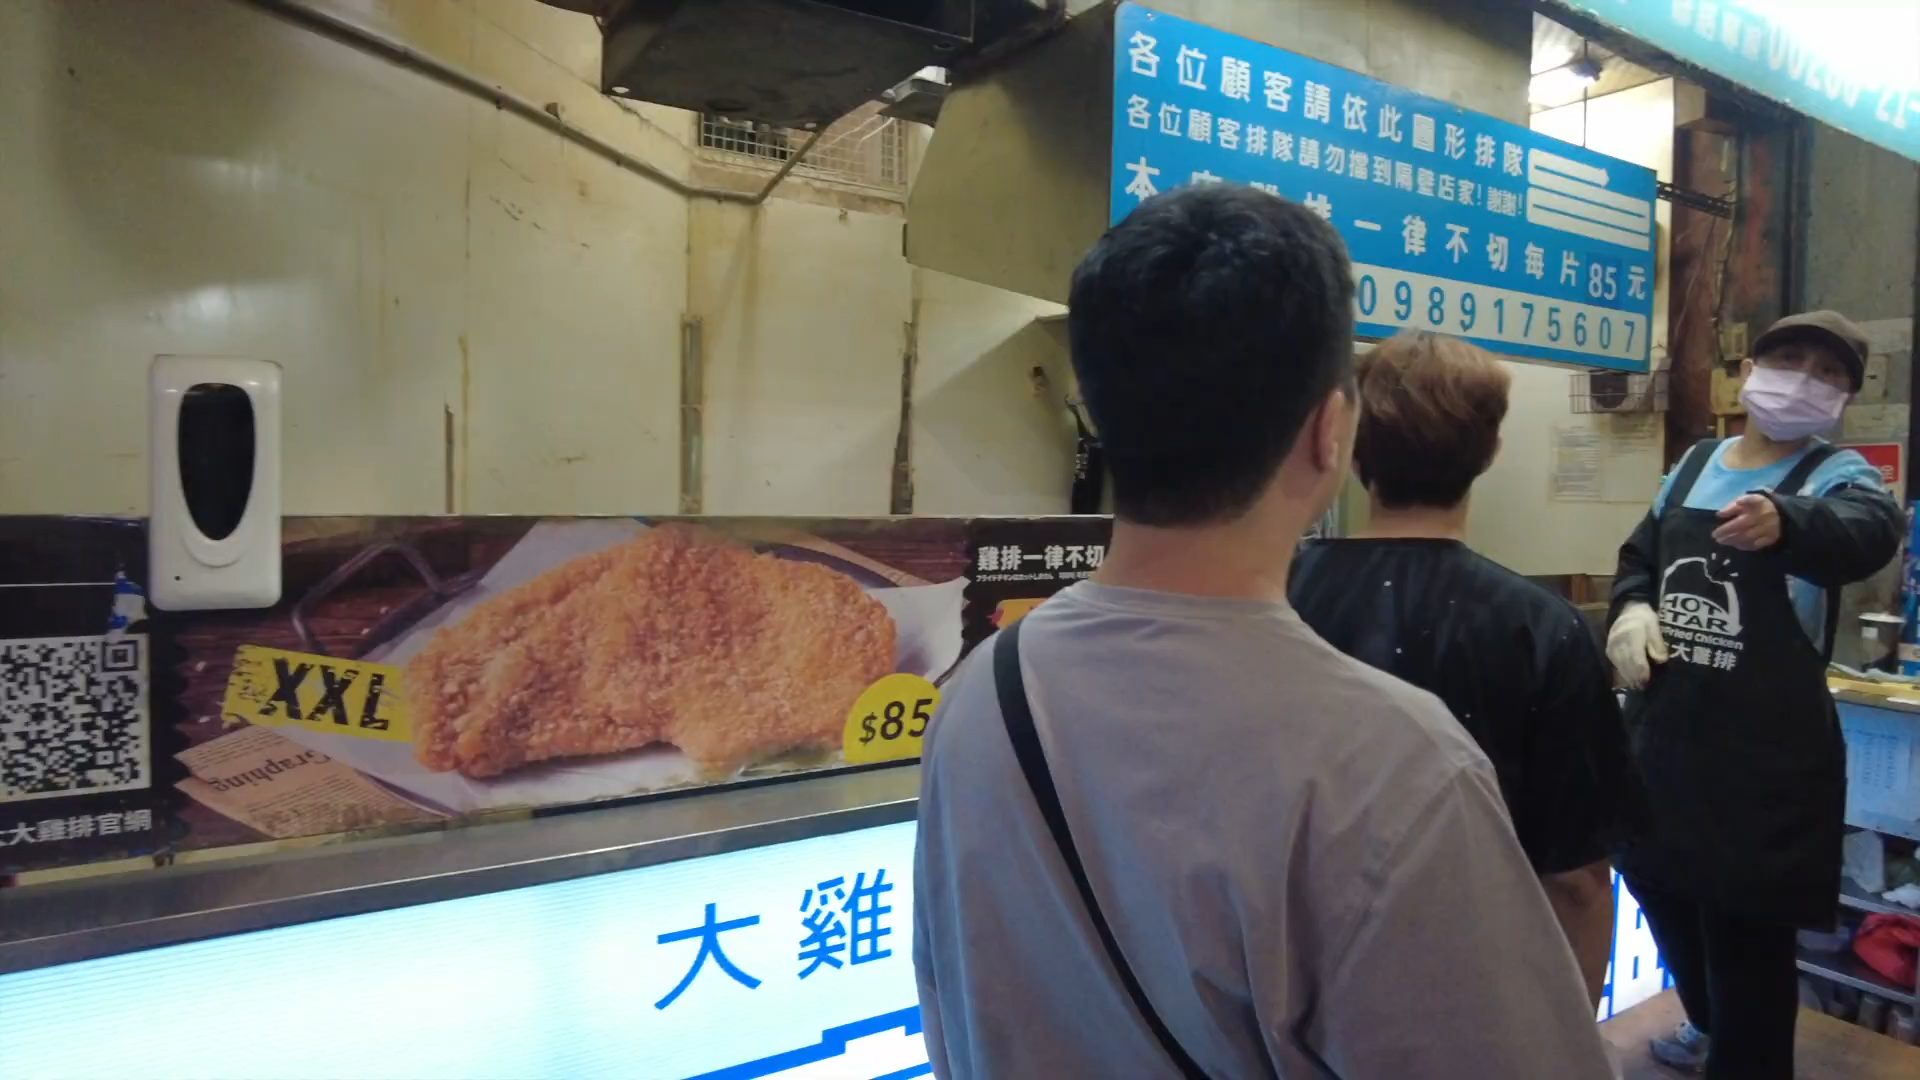 各位顧客請依此圖形排隊
各位顧客排隊請勿擋到隔壁店家!謝謝!
本
排一律不切每片85元
0989175607
雞排一律不切
XXL
$85
Graphing
大雞排官網
大雞
HOT
STAR
Fried Chicken
大雞排